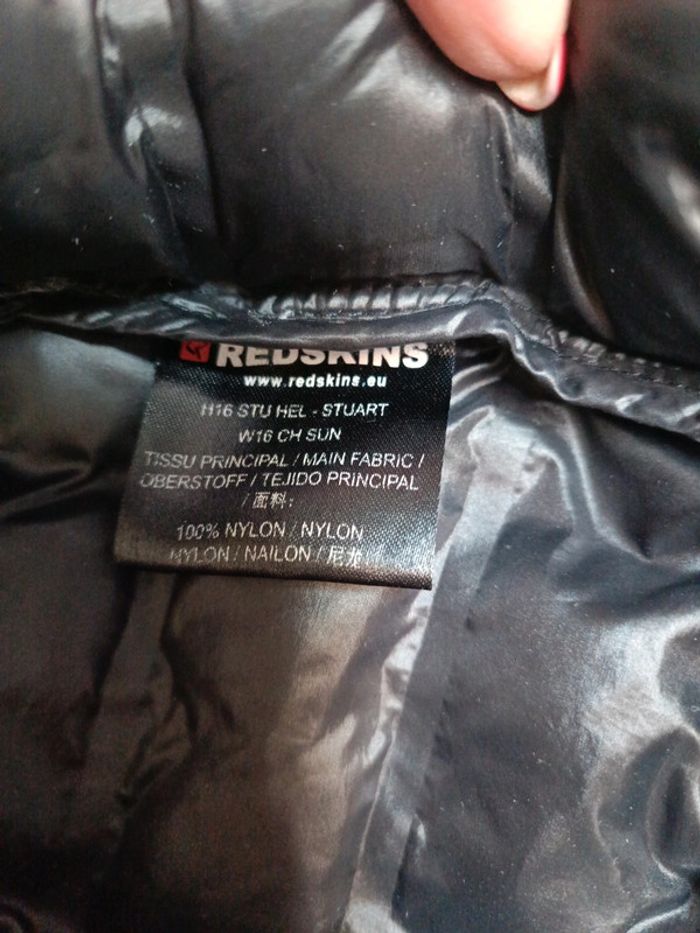 REDSKINS
www.redskins.eu
H16 STU HEL - STUART
W16 CH SUN
TISSU PRINCIPAL / MAIN FABRIC /
OBERSTOFF / TEJIDO PRINCIPAL
/ 面料:
100% NYLON / NYLON
NYLON / NAILON / 尼龙